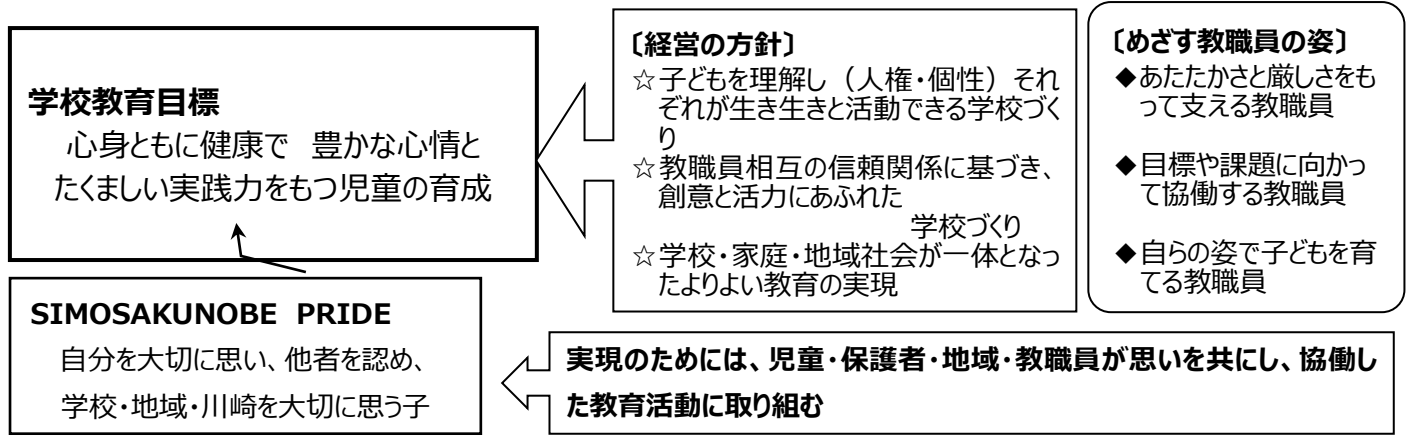 学校教育目標
心身ともに健康で 豊かな心情と
たくましい実践力をもつ児童の育成
〔経営の方針〕
☆子どもを理解し（人権・個性）それ
ぞれが生き生きと活動できる学校づく
り
☆教職員相互の信頼関係に基づき、
創意と活力にあふれた
学校づくり
☆学校・家庭・地域社会が一体となっ
たよりよい教育の実現
〔めざす教職員の姿〕
◆あたたかさと厳しさをも
って支える教職員
◆目標や課題に向かっ
て協働する教職員
◆自らの姿で子どもを育
てる教職員
SIMOSAKUNOBE PRIDE
自分を大切に思い、他者を認め、
学校・地域・川崎を大切に思う子
実現のためには、児童・保護者・地域・教職員が思いを共にし、協働し
た教育活動に取り組む